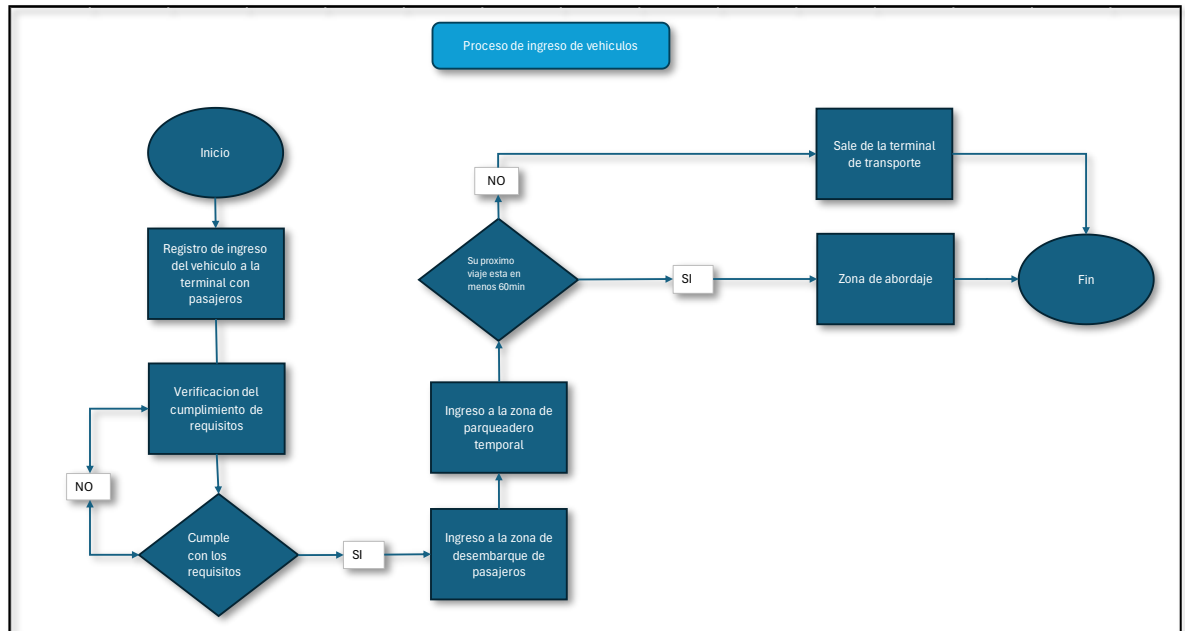 Proceso de ingreso de vehiculos
Inicio
Registro de ingreso
del vehiculo a la
terminal con
pasajeros
Verificacion del
cumplimiento de
requisitos
NO
Cumple
con los
requisitos
SI
Ingreso a la zona de
desembarque de
pasajeros
Ingreso a la zona de
parqueadero
temporal
Su proximo
viaje esta en
menos 60min
NO
Sale de la terminal
de transporte
SI
Zona de abordaje
Fin